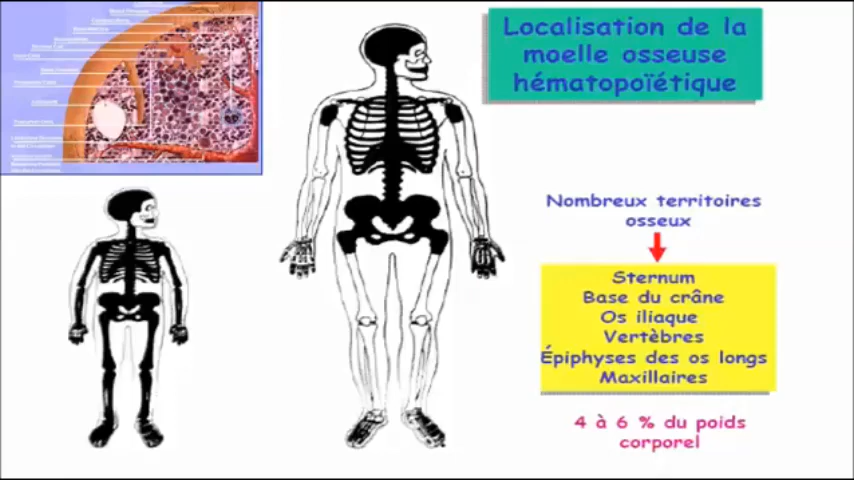 Localisation de la
moelle osseuse
hématopoïétique
Nombreux territoires
osseux
Sternum
Base du crâne
Os iliaque
Vertèbres
Épiphyses des os longs
Maxillaires
4 à 6 % du poids
corporel